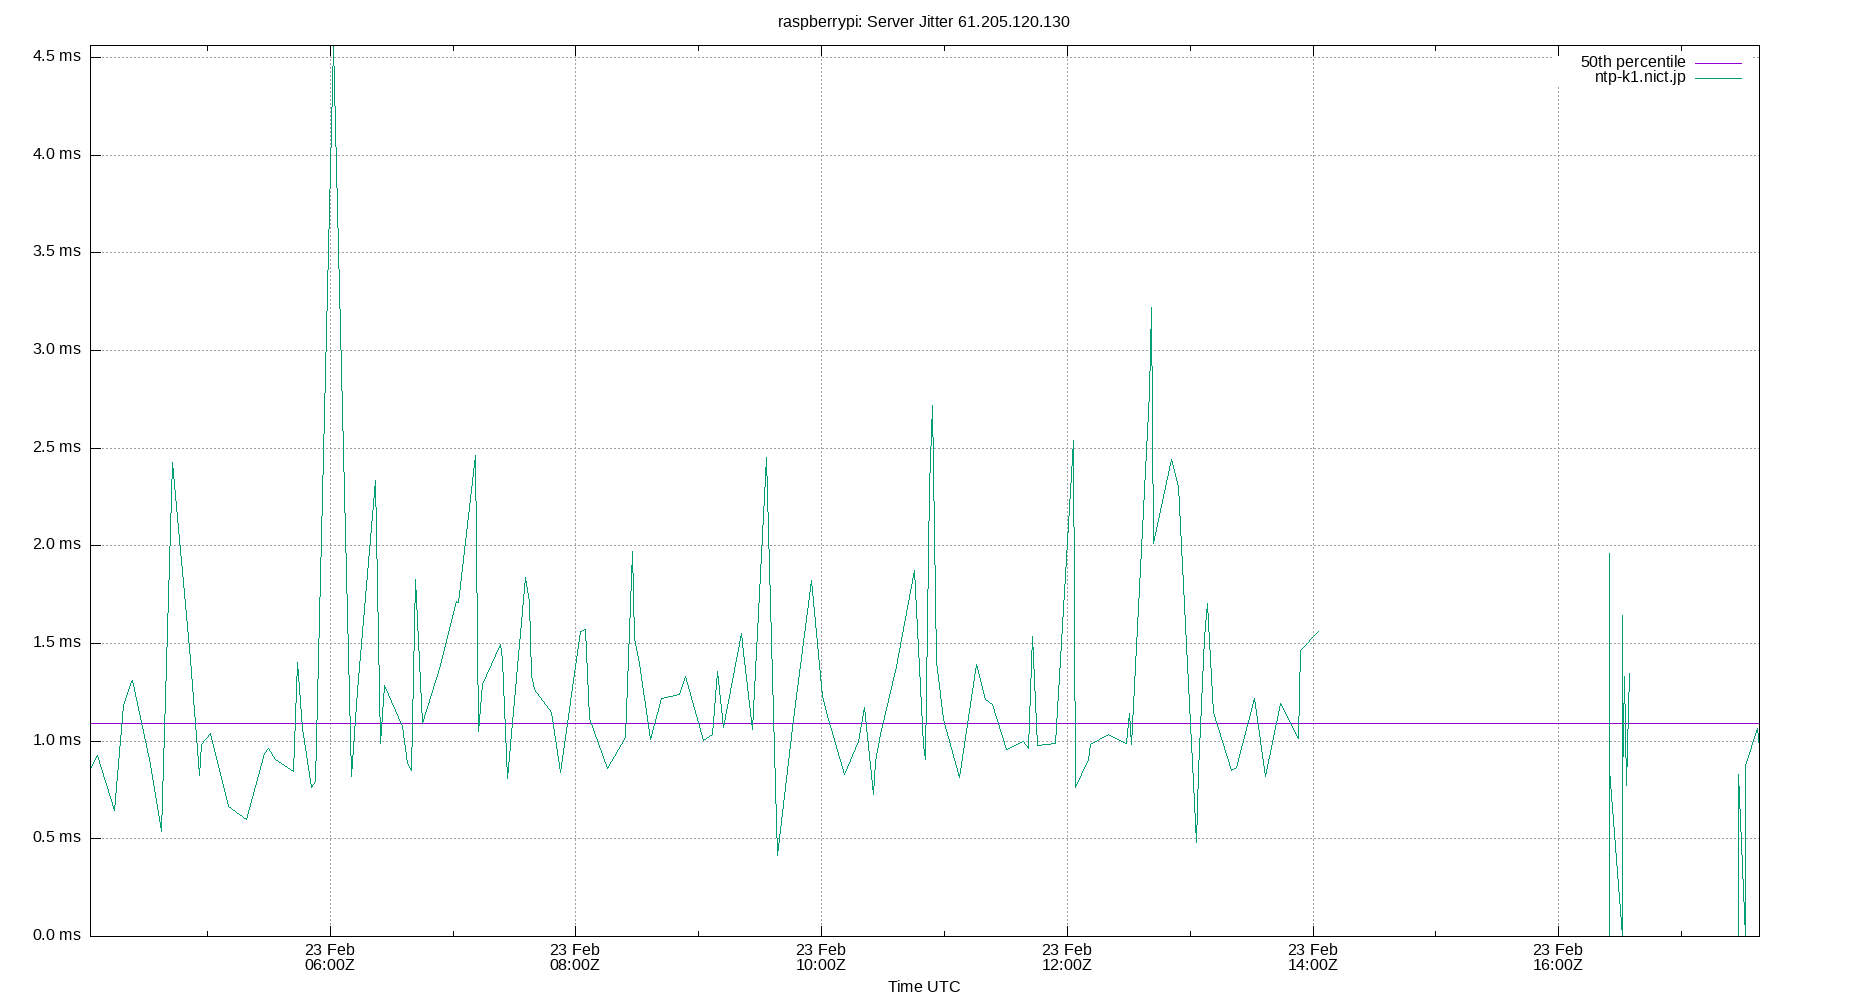 raspberrypi: Server Jitter 61.205.120.130
4.5 ms
4.0 ms
3.5 ms
3.0 ms
2.5 ms
2.0 ms
1.5 ms
1.0 ms
0.5 ms
0.0 ms
50th percentile
ntp-k1.nict.jp
23 Feb
06:00Z
23 Feb
08:00Z
23 Feb
10:00Z
23 Feb
12:00Z
23 Feb
14:00Z
23 Feb
16:00Z
Time UTC